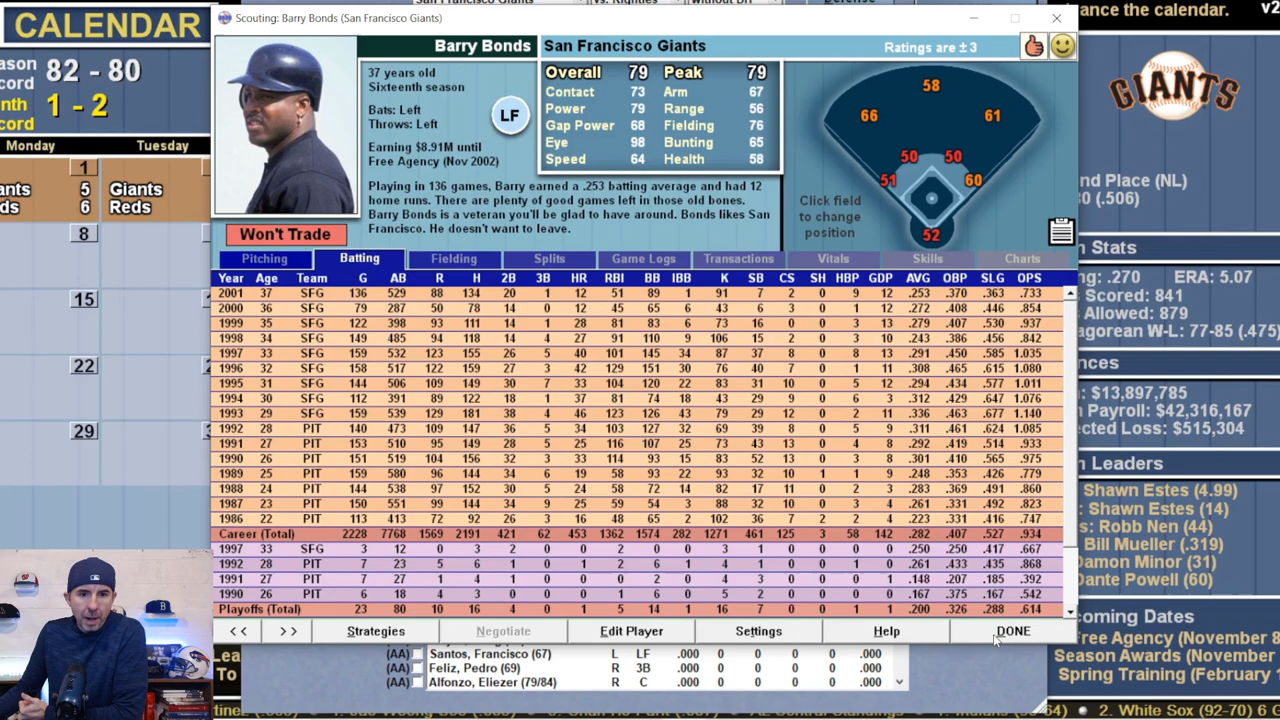 CALENDAR
82 - 80
1 - 2
Monday Tuesday
1
5 Giants
6 Reds
8
15
22
29
Scouting: Barry Bonds (San Francisco Giants)
Barry Bonds
37 years old
Sixteenth season
Bats: Left
Throws: Left
LF
Earning $8.91M until
Free Agency (Nov 2002)
San Francisco Giants
Ratings are ± 3
Overall 79 Peak 79
Contact 73 Arm 67
Power 79 Range 56
Gap Power 68 Fielding 76
Eye 98 Bunting 65
Speed 64 Health 58
Playing in 136 games, Barry earned a .253 batting average and had 12
home runs. There are plenty of good games left in those old bones.
Barry Bonds is a veteran you'll be glad to have around. Bonds likes San
Francisco. He doesn't want to leave.
58
66 61
50 50
51 60
52
Click field
to change
position
Won't Trade
Pitching Batting Fielding Splits Game Logs Transactions Vitals Skills Charts
Year Age Team G AB R H 2B 3B HR RBI BB IBB K SB CS SH HBP GDP AVG OBP SLG OPS
2001 37 SFG 136 529 88 134 20 1 12 51 89 1 91 7 2 0 9 12 .253 .370 .363 .733
2000 36 SFG 79 287 50 78 14 0 12 45 65 6 43 6 3 0 1 12 .272 .408 .446 .854
1999 35 SFG 122 398 93 111 14 1 28 81 83 6 73 16 0 0 3 13 .279 .407 .530 .937
1998 34 SFG 149 485 94 118 14 4 27 91 110 9 106 15 2 0 3 10 .243 .386 .456 .842
1997 33 SFG 159 532 123 155 26 5 40 101 145 34 87 37 8 0 8 13 .291 .450 .585 1.035
1996 32 SFG 158 517 122 159 27 3 42 129 151 30 76 40 7 0 1 11 .308 .465 .615 1.080
1995 31 SFG 144 506 109 149 30 7 33 104 120 22 83 31 10 0 5 12 .294 .434 .577 1.011
1994 30 SFG 112 391 89 122 18 1 37 81 74 18 43 29 9 0 6 3 .312 .429 .647 1.076
1993 29 SFG 159 539 129 181 38 4 46 123 126 43 79 29 12 0 2 11 .336 .463 .677 1.140
1992 28 PIT 140 473 109 147 36 5 34 103 127 32 69 39 8 0 5 9 .311 .461 .624 1.085
1991 27 PIT 153 510 95 149 28 5 25 116 107 25 73 43 13 0 4 8 .292 .419 .514 .933
1990 26 PIT 151 519 104 156 32 3 33 114 93 15 83 52 13 0 3 8 .301 .410 .565 .975
1989 25 PIT 159 580 96 144 34 6 19 58 93 22 93 32 10 1 1 9 .248 .353 .426 .779
1988 24 PIT 144 538 97 152 30 5 24 58 72 14 82 17 11 0 2 3 .283 .369 .491 .860
1987 23 PIT 150 551 99 144 34 9 25 59 54 3 88 32 10 0 3 4 .261 .331 .492 .823
1986 22 PIT 113 413 72 92 26 3 16 48 65 2 102 36 7 2 2 4 .223 .331 .416 .747
Career (Total) 2228 7768 1569 2191 421 62 453 1362 1574 282 1271 461 125 3 58 142 .282 .407 .527 .934
1997 33 SFG 3 12 0 3 2 0 0 2 0 0 3 1 0 0 0 0 .250 .250 .417 .667
1992 28 PIT 7 23 5 6 1 0 1 2 6 1 4 1 0 0 1 0 .261 .433 .435 .868
1991 27 PIT 7 27 1 4 1 0 0 0 2 0 4 3 0 0 0 1 .148 .207 .185 .392
1990 26 PIT 6 18 4 3 0 0 0 1 6 0 5 2 0 0 0 0 .167 .375 .167 .542
Playoffs (Total) 23 80 10 16 4 0 1 5 14 1 16 7 0 0 1 1 .200 .326 .288 .614
<< >> Strategies Negotiate Edit Player Settings Help DONE
(AA) Santos, Francisco (67) L LF .000 0 0 0 .000
(AA) Feliz, Pedro (69) R 3B .000 0 0 0 .000
(AA) Alfonzo, Eliezer (79/84) R C .000 0 0 0 .000
ance the calendar.
v2
GIANTS
Place (NL)
(.506)
Stats
.270 ERA: 5.07
Scored: 841
Allowed: 879
W-L: 77-85 (.475)
$13,897,785
Payroll: $42,316,167
Loss: $515,304
Leaders
Shawn Estes (4.99)
Shawn Estes (14)
Robb Nen (44)
Bill Mueller (.319)
Damon Minor (31)
Dante Powell (60)
Dates
Free Agency (November 8
Season Awards (November
Spring Training (February
2. White Sox (92-70) 6 G